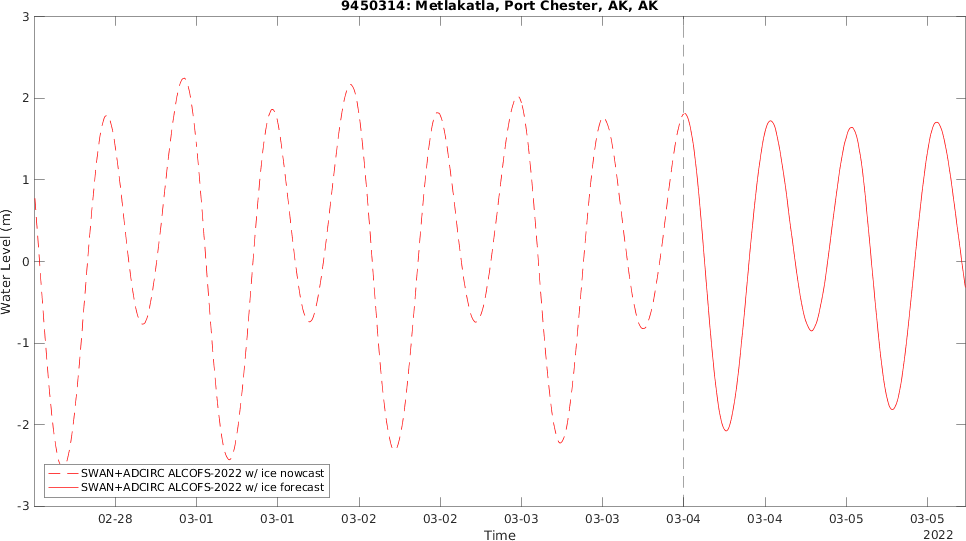 9450314: Metlakatla, Port Chester, AK, AK
3
2
1
0
-1
-2
-3
Water Level (m)
SWAN+ADCIRC ALCOFS-2022 w/ ice nowcast
SWAN+ADCIRC ALCOFS-2022 w/ ice forecast
02-28 03-01 03-01 03-02 03-02 03-03 03-03 03-04 03-04 03-05 03-05
Time
2022